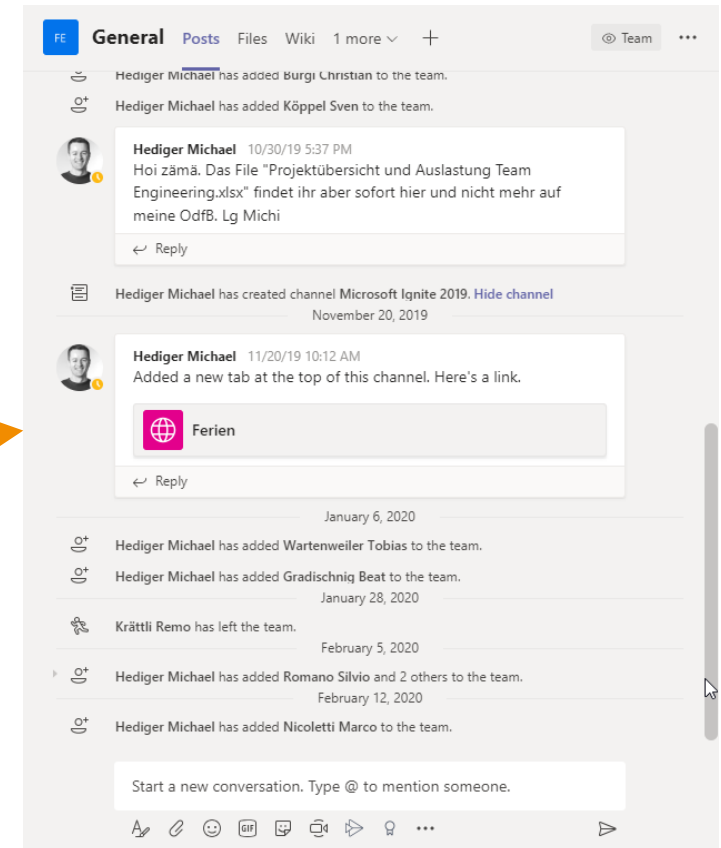 FE General Posts Files Wiki 1 more + Team ...
Hediger Michael has added Bürgi Christian to the team.
Hediger Michael has added Köppel Sven to the team.
Hediger Michael 10/30/19 5:37 PM
Hoi zämä. Das File "Projektübersicht und Auslastung Team
Engineering.xlsx" findet ihr aber sofort hier und nicht mehr auf
meine OdfB. Lg Michi
Reply
Hediger Michael has created channel Microsoft Ignite 2019. Hide channel
November 20, 2019
Hediger Michael 11/20/19 10:12 AM
Added a new tab at the top of this channel. Here's a link.
Ferien
Reply
January 6, 2020
Hediger Michael has added Wartenweiler Tobias to the team.
Hediger Michael has added Gradischnig Beat to the team.
January 28, 2020
Krättli Remo has left the team.
February 5, 2020
Hediger Michael has added Romano Silvio and 2 others to the team.
February 12, 2020
Hediger Michael has added Nicoletti Marco to the team.
Start a new conversation. Type @ to mention someone.
GIF ...